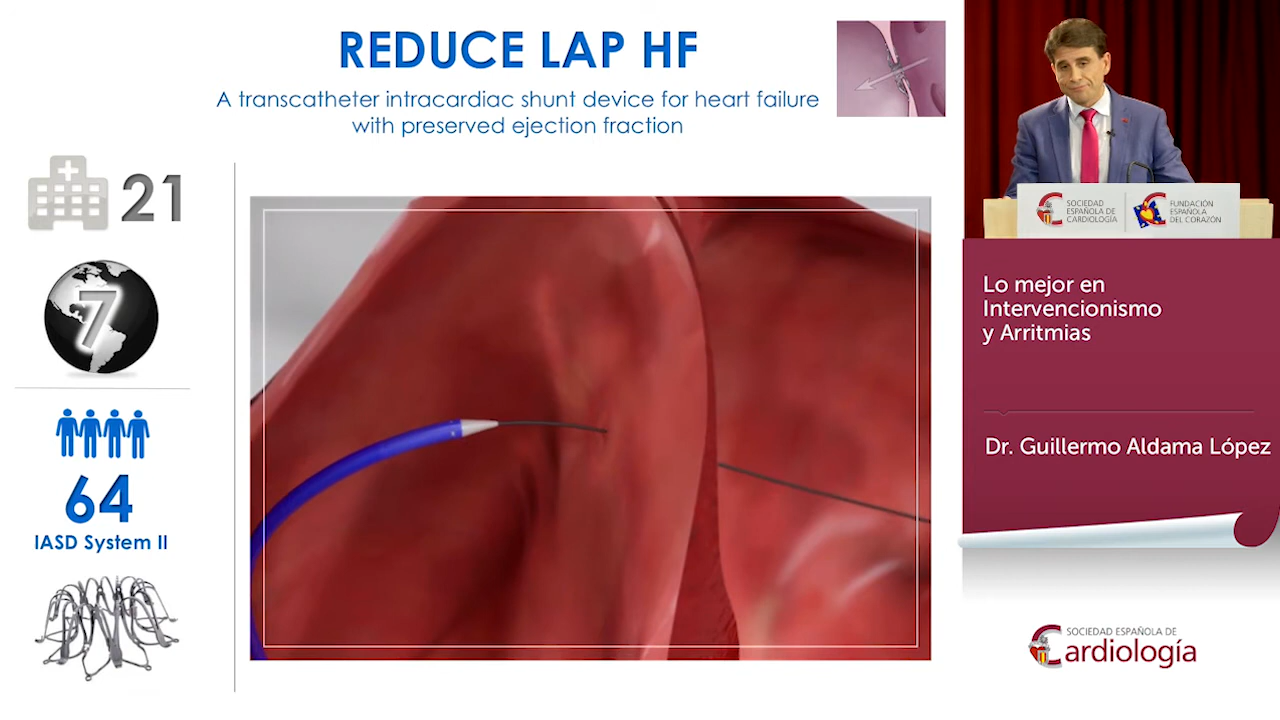 REDUCE LAP HF
A transcatheter intracardiac shunt device for heart failure
with preserved ejection fraction
21
7
64
IASD System II
SOCIEDAD
ESPAÑOLA DE
CARDIOLOGÍA
FUNDACIÓN
ESPAÑOLA
DEL CORAZÓN
Lo mejor en
Intervencionismo
y Arritmias
Dr. Guillermo Aldama López
SOCIEDAD ESPAÑOLA DE
Cardiología